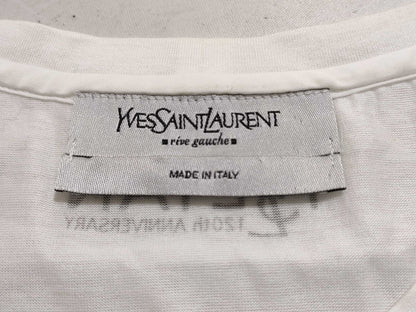 YVESSAINTLAURENT
rive gauche
MADE IN ITALY
120th ANNIVERSARY